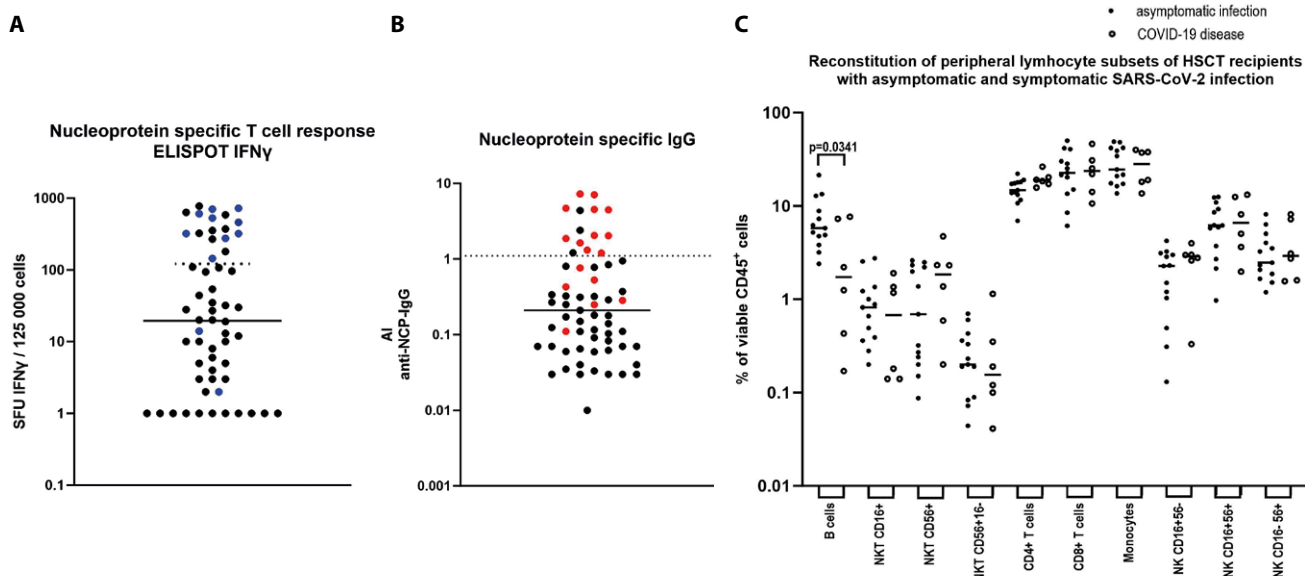 A
Nucleoprotein specific T cell response
ELISPOT IFNγ
SFU IFNγ / 125 000 cells
1000
100
10
1
0.1
B
Nucleoprotein specific IgG
AI
anti-NCP-IgG
10
1
0.1
0.01
0.001
C
asymptomatic infection
COVID-19 disease
Reconstitution of peripheral lymhocyte subsets of HSCT recipients
with asymptomatic and symptomatic SARS-CoV-2 infection
% of viable CD45+ cells
100
10
1
0.1
0.01
p=0.0341
B cells
NKT CD16+
NKT CD56+
NKT CD56+16-
CD4+ T cells
CD8+ T cells
Monocytes
NK CD16+56-
NK CD16+56+
NK CD16- 56+